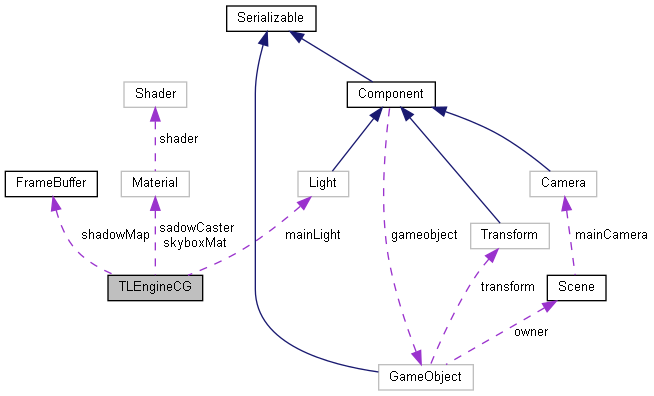 Serializable
Shader
Component
shader
FrameBuffer
Material
Light
Camera
shadowMap
sadowCaster
skyboxMat
mainLight
gameobject
Transform
mainCamera
TLEngineCG
transform
Scene
owner
GameObject